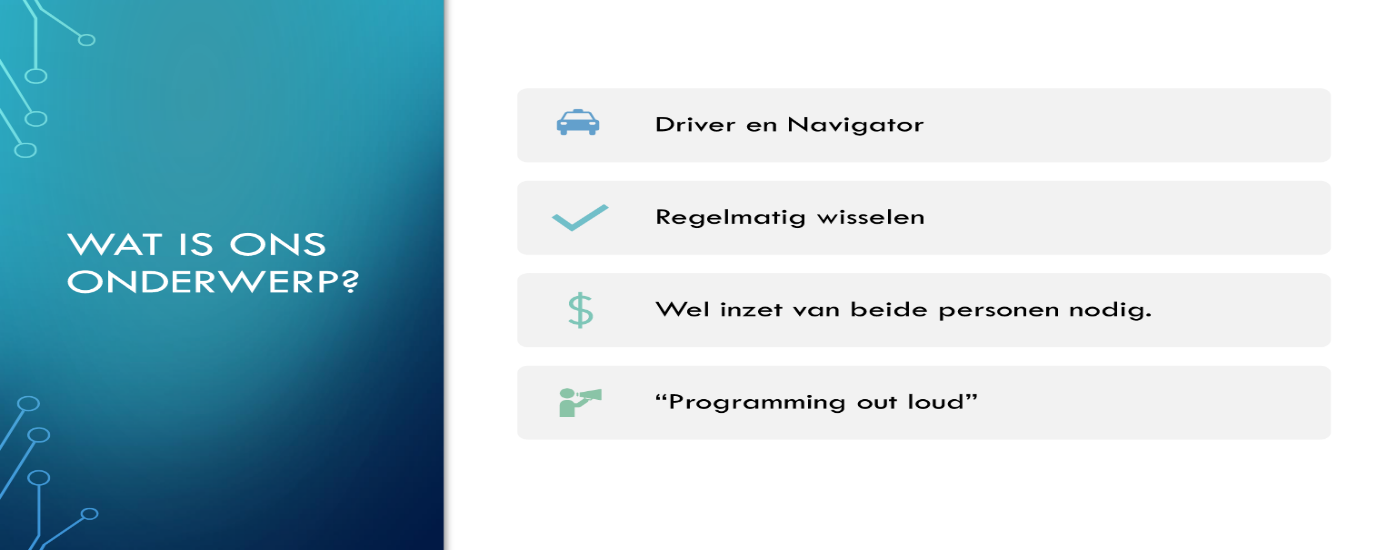 WAT IS ONS
ONDERWERP?
Driver en Navigator
Regelmatig wisselen
Wel inzet van beide personen nodig.
“Programming out loud”